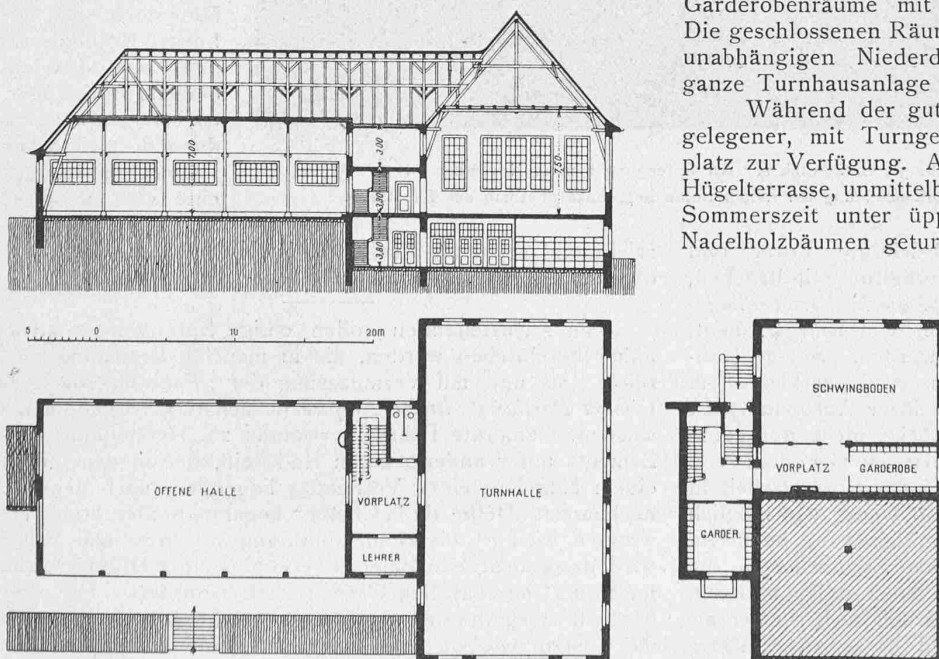 Garderobenräume mit
Die geschlossenen Räum
unabhängigen Niederd
ganze Turnhausanlage
Während der gut
gelegener, mit Turnge
platz zur Verfügung. A
Hügelterrasse, unmittelb
Sommerszeit unter üpp
Nadelholzbäumen getur
7,00
3,00
3,30
3,80
7,50
5 0 10 20m
OFFENE HALLE
VORPLATZ
LEHRER
TURNHALLE
SCHWINGBODEN
VORPLATZ
GARDEROBE
GARDER.